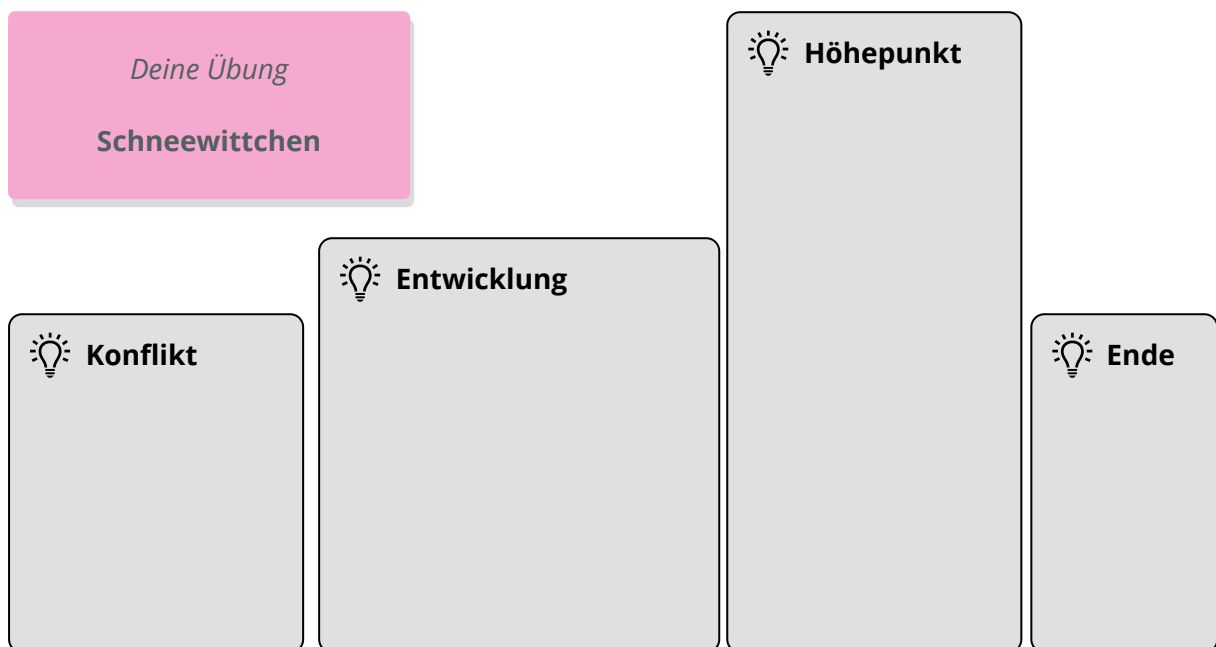 Deine Übung
Schneewittchen
Konflikt
Entwicklung
Höhepunkt
Ende